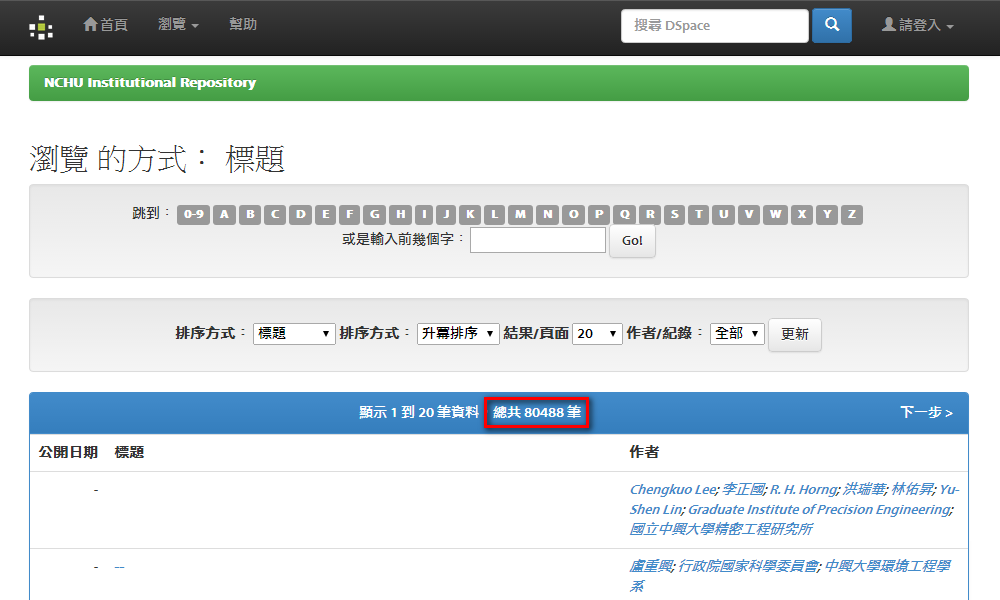 首頁 瀏覽 幫助 搜尋 DSpace 請登入
NCHU Institutional Repository
瀏覽 的方式： 標題
跳到： 0-9 A B C D E F G H I J K L M N O P Q R S T U V W X Y Z
或是輸入前幾個字： Go!
排序方式： 標題 排序方式： 升冪排序 結果/頁面 20 作者/紀錄： 全部 更新
顯示 1 到 20 筆資料 總共 80488 筆 下一步 >
公開日期 標題 作者
- Chengkuo Lee; 李正國; R. H. Horng; 洪瑞華; 林佑昇; Yu-
Shen Lin; Graduate Institute of Precision Engineering;
國立中興大學精密工程研究所
- -- 盧重興; 行政院國家科學委員會; 中興大學環境工程學
系